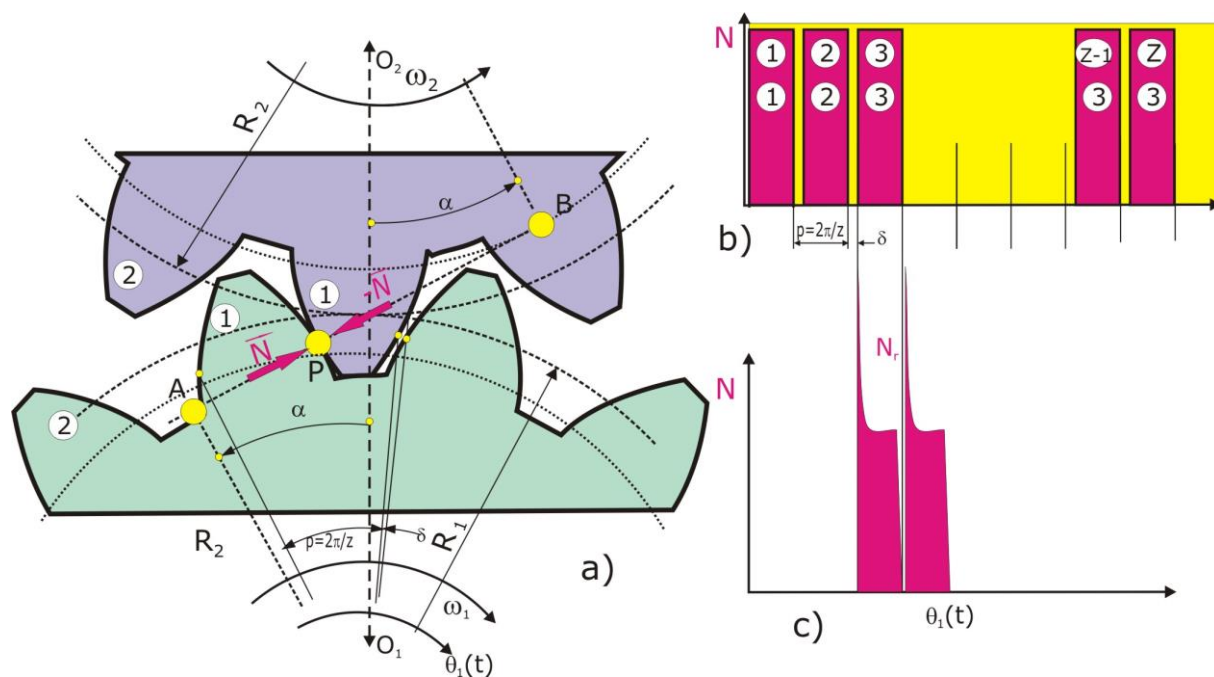 O₂
ω₂
R₂
α
B
2
1
1
-N̅
N̅
P
A
2
α
R₂
p=2π/z
δ
R₁
a)
ω₁
O₁
θ₁(t)
N
1 2 3 Z-1 Z
1 2 3 3 3
b)
p=2π/z
δ
N
Nᵣ
c)
θ₁(t)